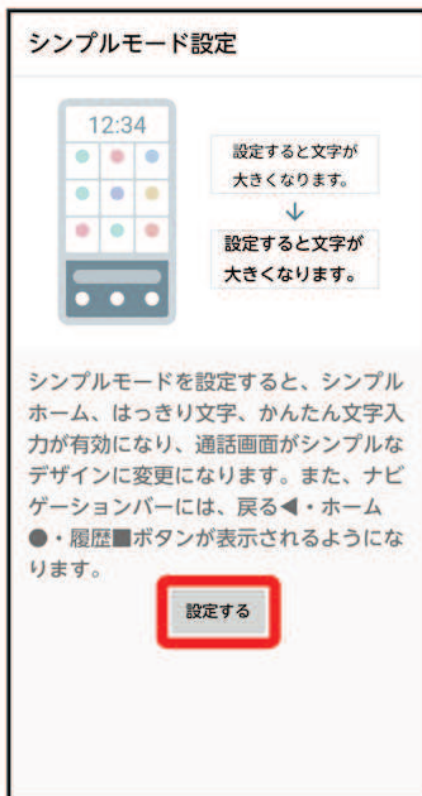 シンプルモード設定
12:34
設定すると文字が
大きくなります。
↓
設定すると文字が
大きくなります。
シンプルモードを設定すると、シンプル
ホーム、はっきり文字、かんたん文字入
力が有効になり、通話画面がシンプルな
デザインに変更になります。また、ナビ
ゲーションバーには、戻る◀・ホーム
●・履歴■ボタンが表示されるようにな
ります。
設定する